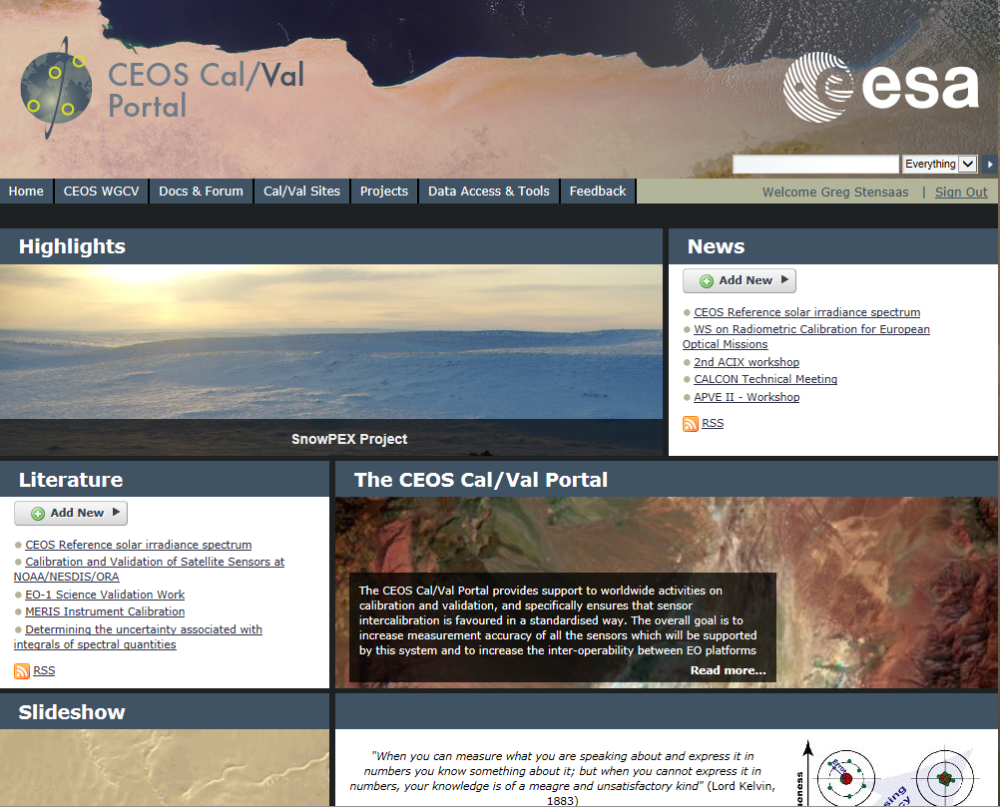 CEOS Cal/Val
Portal
esa
Everything
Home
CEOS WGCV
Docs & Forum
Cal/Val Sites
Projects
Data Access & Tools
Feedback
Welcome Greg Stensaas | Sign Out
Highlights
SnowPEX Project
News
Add New
CEOS Reference solar irradiance spectrum
WS on Radiometric Calibration for European
Optical Missions
2nd ACIX workshop
CALCON Technical Meeting
APVE II - Workshop
RSS
Literature
Add New
CEOS Reference solar irradiance spectrum
Calibration and Validation of Satellite Sensors at
NOAA/NESDIS/ORA
EO-1 Science Validation Work
MERIS Instrument Calibration
Determining the uncertainty associated with
integrals of spectral quantities
RSS
The CEOS Cal/Val Portal
The CEOS Cal/Val Portal provides support to worldwide activities on
calibration and validation, and specifically ensures that sensor
intercalibration is favoured in a standardised way. The overall goal is to
increase measurement accuracy of all the sensors which will be supported
by this system and to increase the inter-operability between EO platforms
Read more...
Slideshow
"When you can measure what you are speaking about and express it in
numbers you know something about it; but when you cannot express it in
numbers, your knowledge is of a meagre and unsatisfactory kind" (Lord Kelvin,
1883)